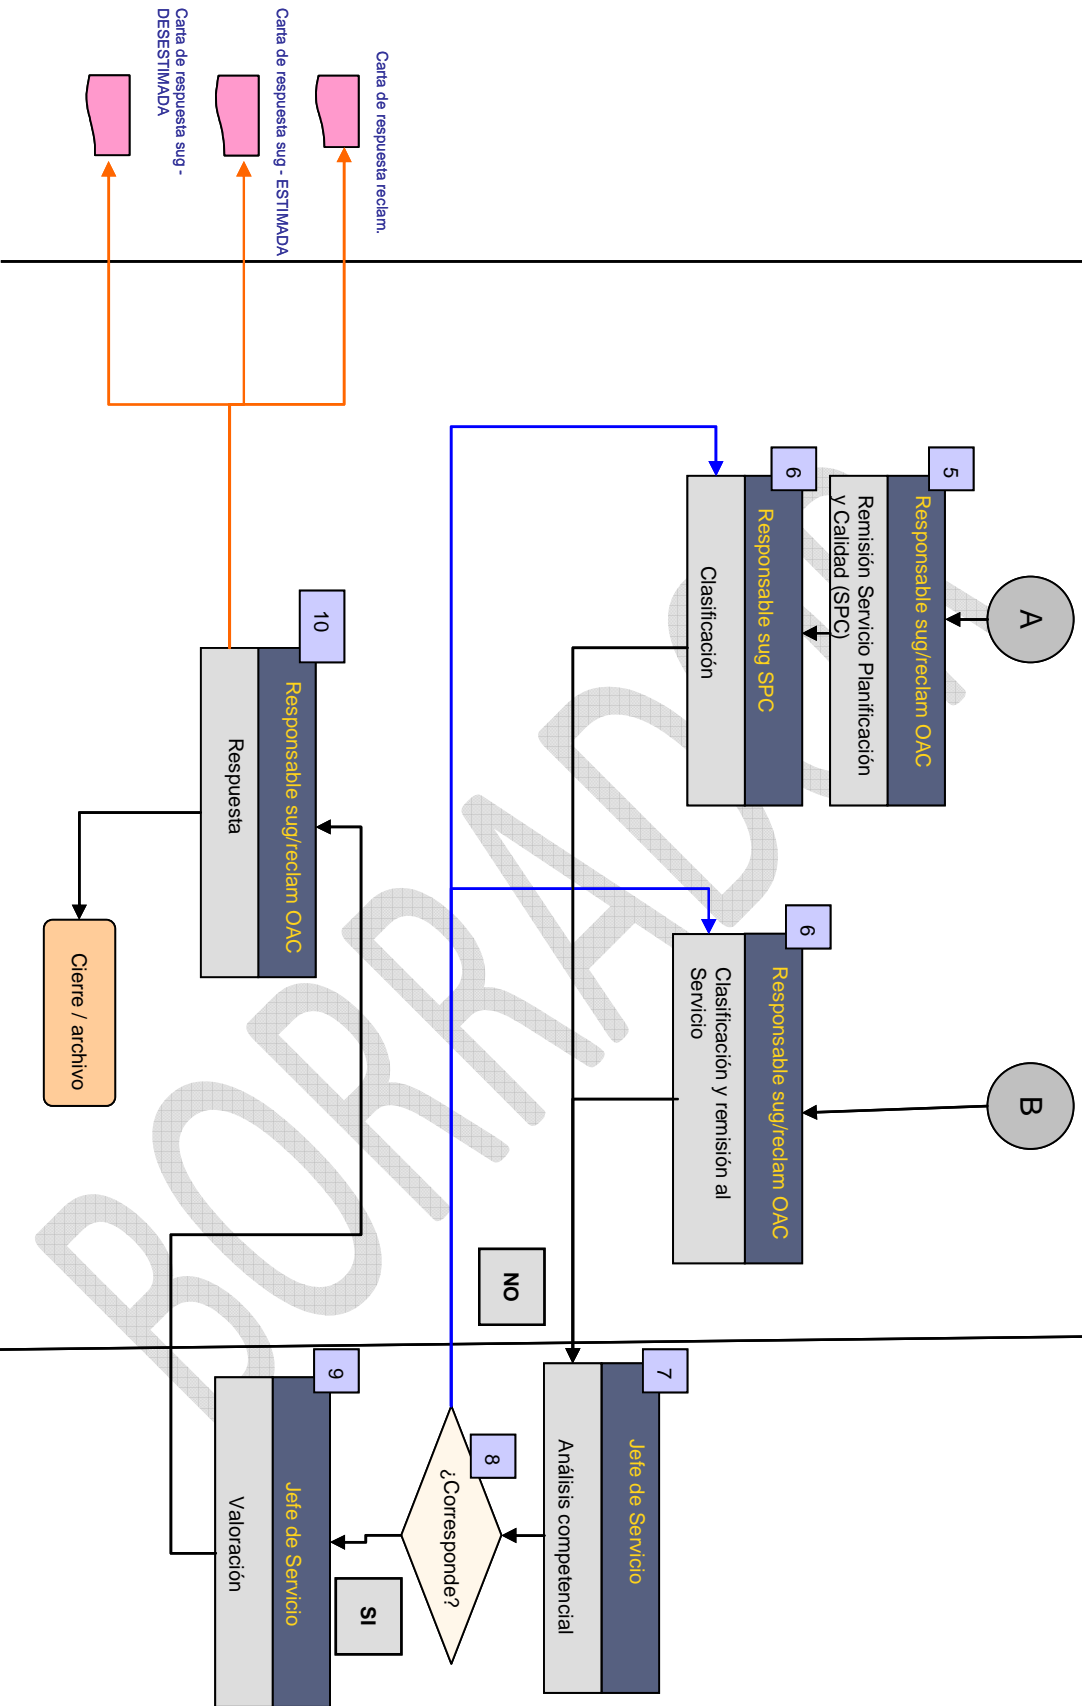 A
B
5
Responsable sug/reclam OAC
Remisión Servicio Planificación
y Calidad (SPC)
6
Responsable sug SPC
Clasificación
6
Responsable sug/reclam OAC
Clasificación y remisión al
Servicio
7
Jefe de Servicio
Análisis competencial
NO
8
¿Corresponde?
SI
9
Jefe de Servicio
Valoración
10
Responsable sug/reclam OAC
Respuesta
Cierre / archivo
Carta de respuesta reclam.
Carta de respuesta sug - ESTIMADA
Carta de respuesta sug -
DESESTIMADA
BORRADOR